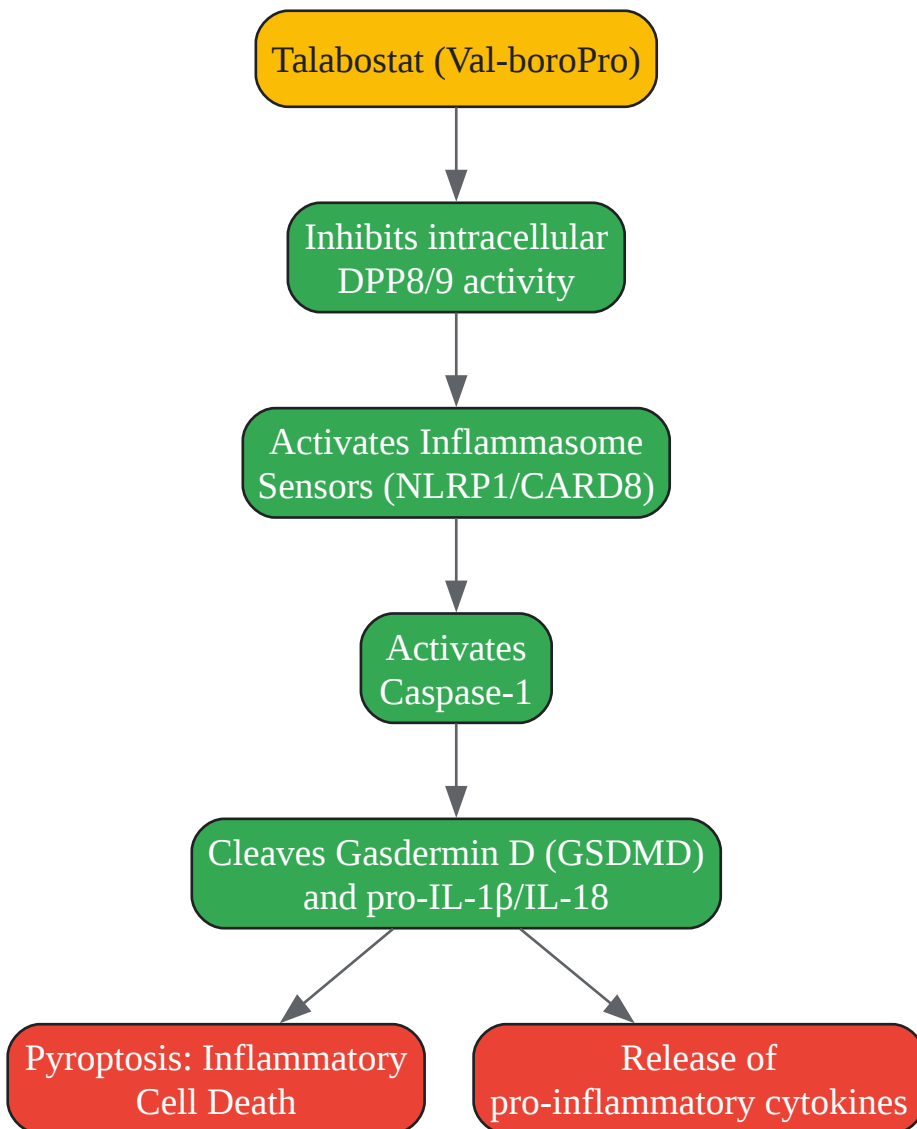 Talabostat (Val-boroPro)
Inhibits intracellular
DPP8/9 activity
Activates Inflammasome
Sensors (NLRP1/CARD8)
Activates
Caspase-1
Cleaves Gasdermin D (GSDMD)
and pro-IL-1β/IL-18
Pyroptosis: Inflammatory
Cell Death
Release of
pro-inflammatory cytokines